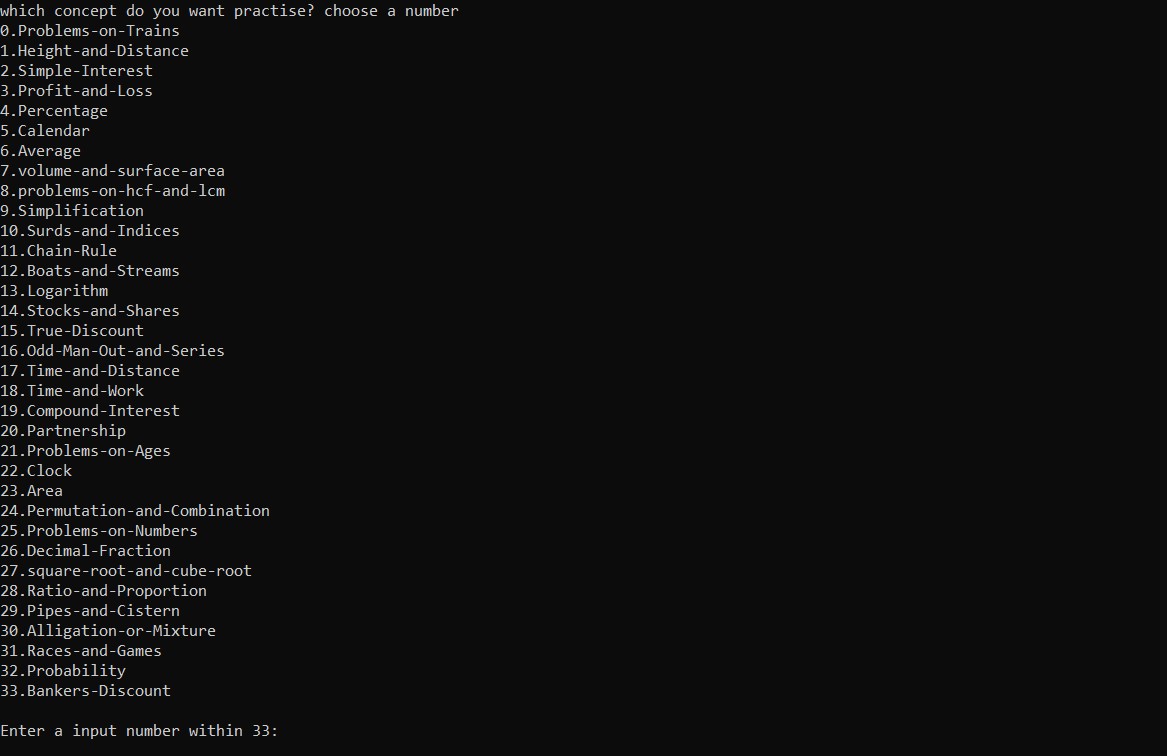 which concept do you want practise? choose a number
0.Problems-on-Trains
1.Height-and-Distance
2.Simple-Interest
3.Profit-and-Loss
4.Percentage
5.Calendar
6.Average
7.volume-and-surface-area
8.problems-on-hcf-and-lcm
9.Simplification
10.Surds-and-Indices
11.Chain-Rule
12.Boats-and-Streams
13.Logarithm
14.Stocks-and-Shares
15.True-Discount
16.Odd-Man-Out-and-Series
17.Time-and-Distance
18.Time-and-Work
19.Compound-Interest
20.Partnership
21.Problems-on-Ages
22.Clock
23.Area
24.Permutation-and-Combination
25.Problems-on-Numbers
26.Decimal-Fraction
27.square-root-and-cube-root
28.Ratio-and-Proportion
29.Pipes-and-Cistern
30.Alligation-or-Mixture
31.Races-and-Games
32.Probability
33.Bankers-Discount
Enter a input number within 33: